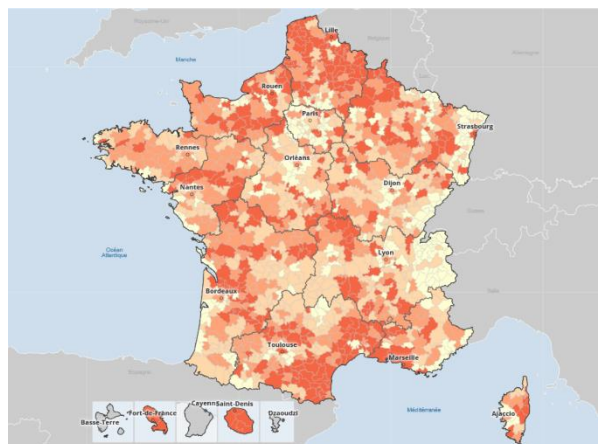 Lille
Manche
Rouen
Paris
Strasbourg
Rennes
Orléans
Nantes
Dijon
Océan
Atlantique
Lyon
Bordeaux
Toulouse
Marseille
Méditerranée
Ajaccio
Basse-Terre
Fort-de-France
Cayenne
Saint-Denis
Dzaoudzi